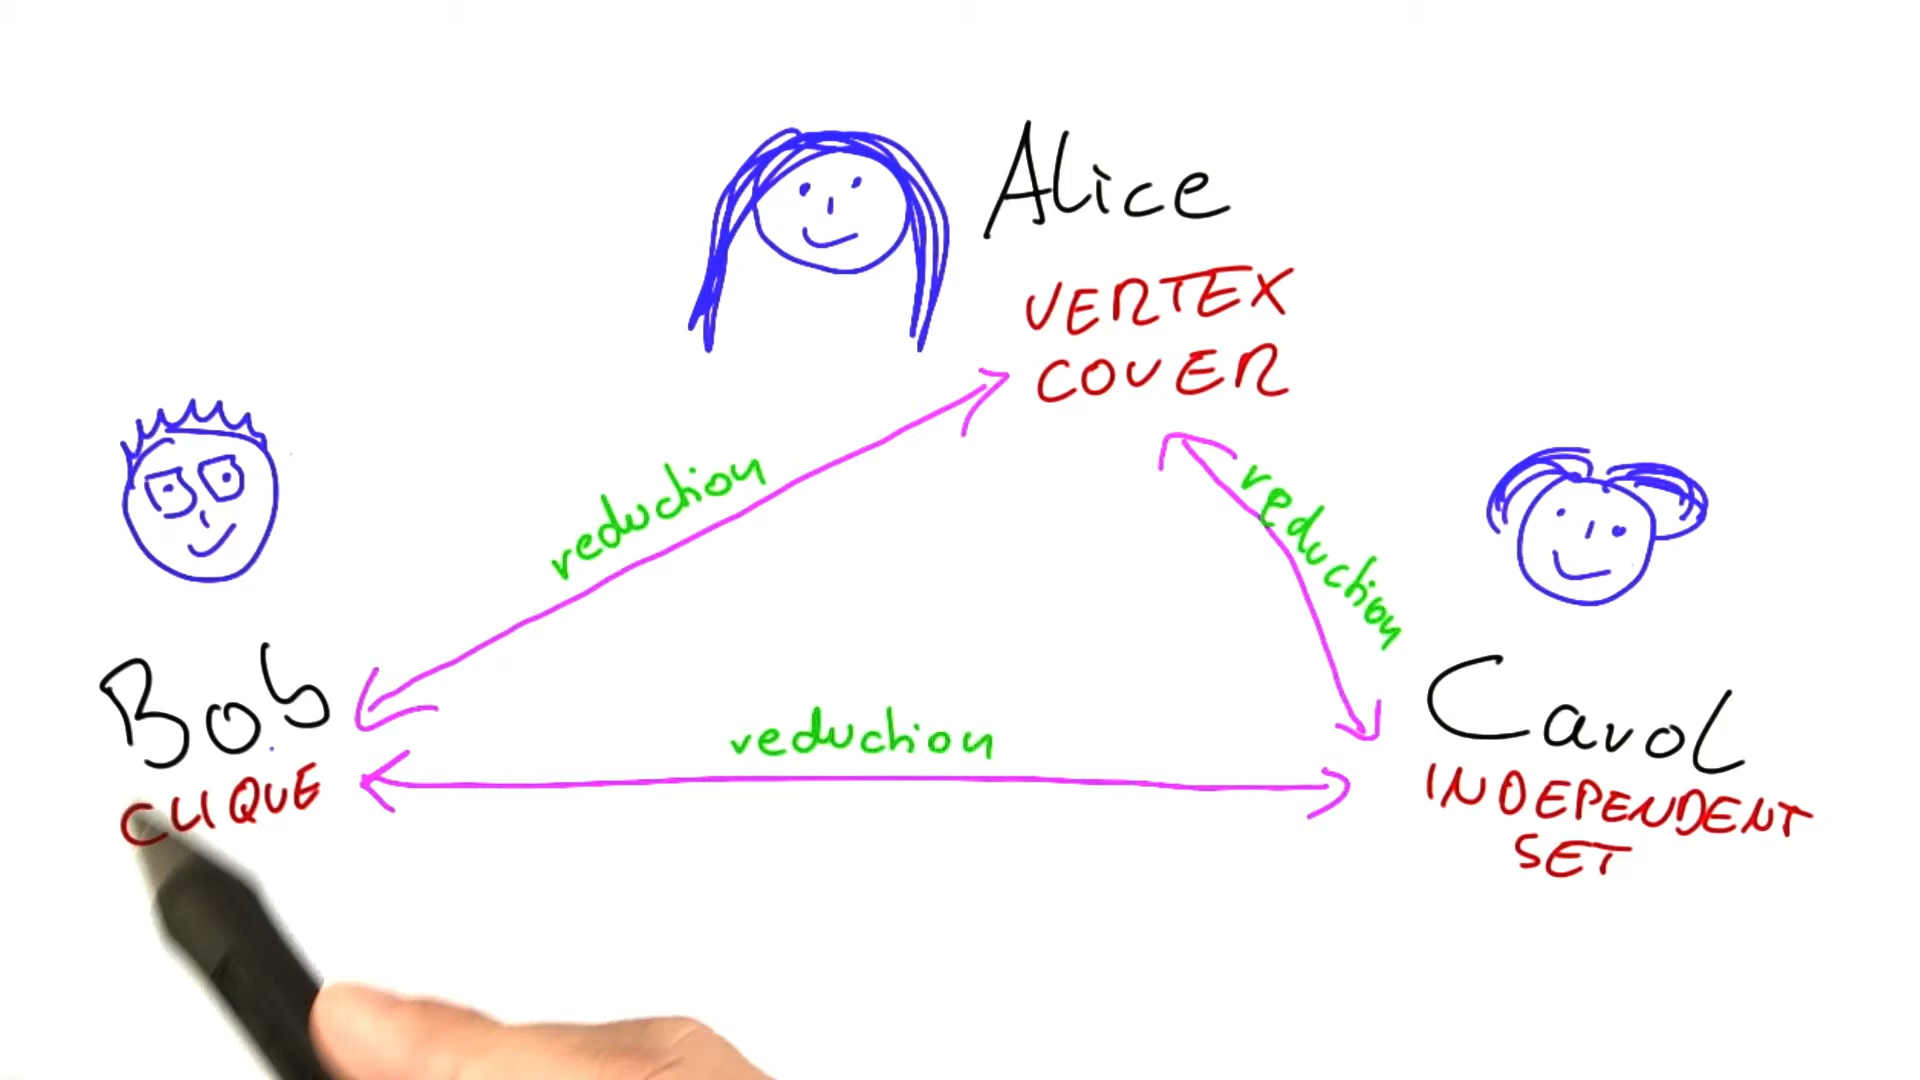 Alice
VERTEX
COVER
reduction
reduction
Bob
CLIQUE
reduction
Carol
INDEPENDENT
SET